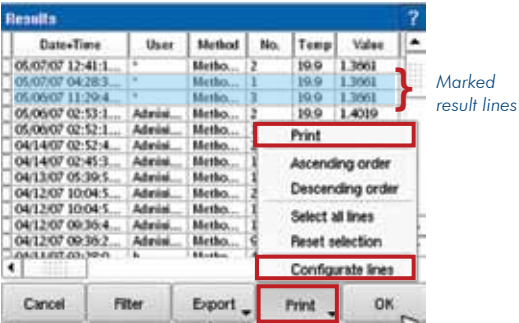 Results ?
Date+Time User Method No. Temp Value
05/07/07 12:41:1... * Metho... 2 19.9 1.3661
05/07/07 04:28:3... * Metho... 1 19.9 1.3661
05/06/07 11:29:4... * Metho... 3 19.9 1.3661
05/06/07 02:53:1... Admini... Metho... 2 19.9 1.4019
05/06/07 02:52:1... Admini... Metho...
04/14/07 02:52:4... Admini... Metho...
04/14/07 02:45:3... Admini... Metho... 1
04/13/07 05:39:5... Admini... Metho... 1
04/12/07 10:04:5... Admini... Metho... 2
04/12/07 10:04:5... Admini... Metho... 1
04/12/07 09:36:4... Admini... Metho... 1
04/12/07 09:36:2... Admini... Metho...
Print
Ascending order
Descending order
Select all lines
Reset selection
Configurate lines
Cancel Filter Export Print OK
Marked
result lines